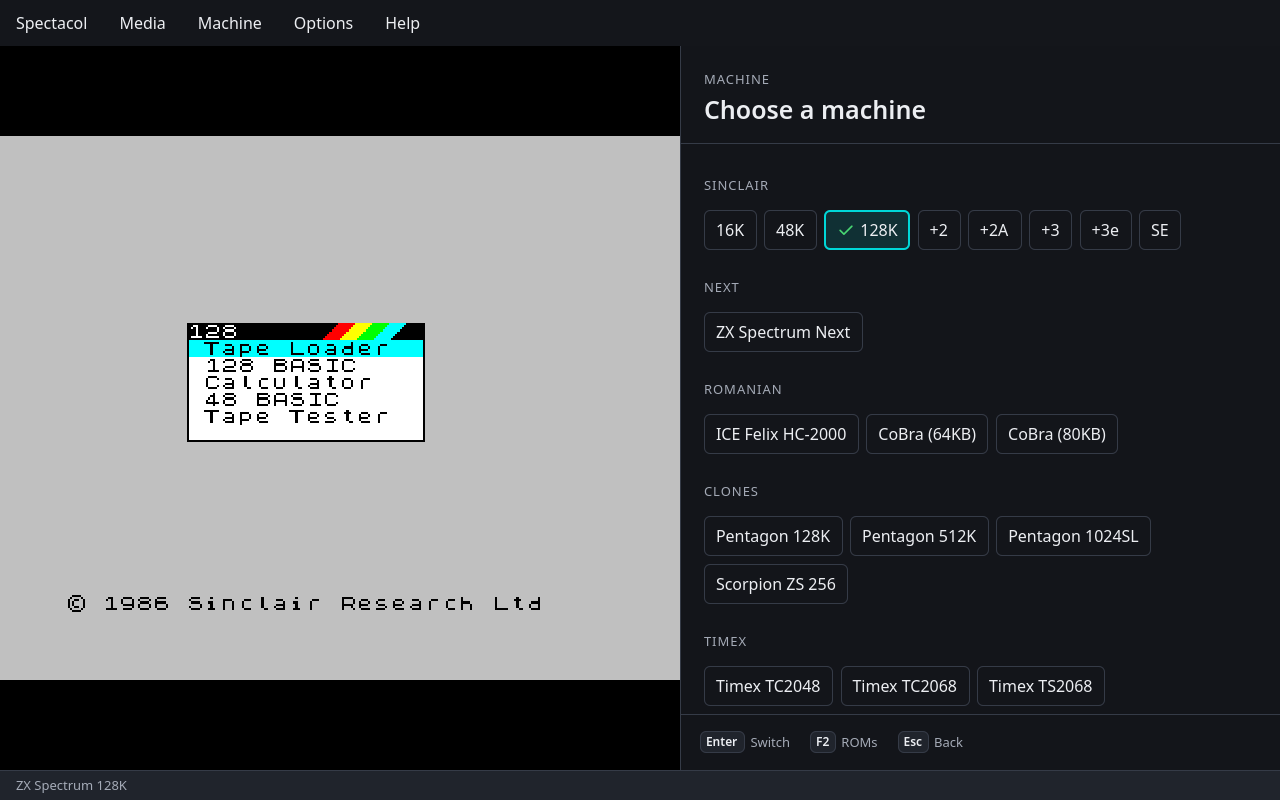 Spectacol Media Machine Options Help
128
Tape Loader
128 BASIC
Calculator
48 BASIC
Tape Tester
© 1986 Sinclair Research Ltd
MACHINE
Choose a machine
SINCLAIR
16K 48K 128K +2 +2A +3 +3e SE
NEXT
ZX Spectrum Next
ROMANIAN
ICE Felix HC-2000 CoBra (64KB) CoBra (80KB)
CLONES
Pentagon 128K Pentagon 512K Pentagon 1024SL
Scorpion ZS 256
TIMEX
Timex TC2048 Timex TC2068 Timex TS2068
Enter Switch F2 ROMs Esc Back
ZX Spectrum 128K